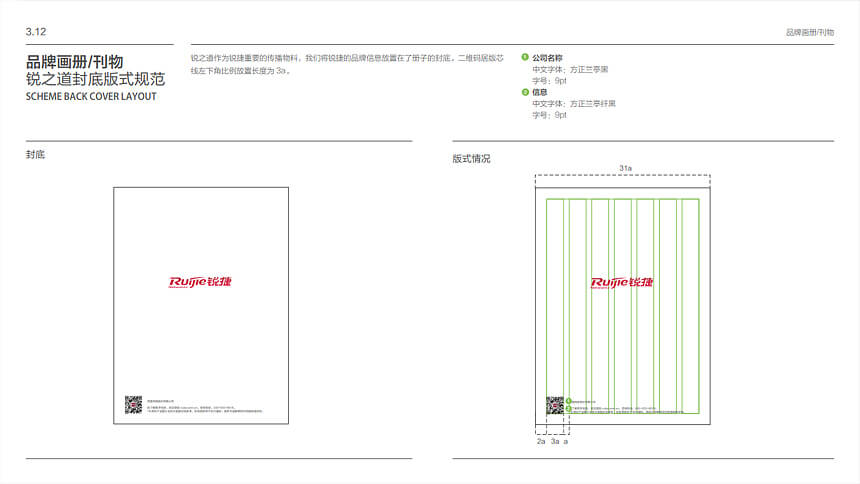 3.12
品牌画册/刊物
品牌画册/刊物
锐之道封底版式规范
SCHEME BACK COVER LAYOUT
锐之道作为锐捷重要的传播物料，我们将锐捷的品牌信息放置在了册子的封底。二维码居版芯
线左下角比例放置长度为 3a。
1 公司名称
中文字体：方正兰亭黑
字号：9pt
2 信息
中文字体：方正兰亭纤黑
字号：9pt
封底
Ruijie锐捷
版式情况
31a
Ruijie锐捷
1
2
2a 3a a